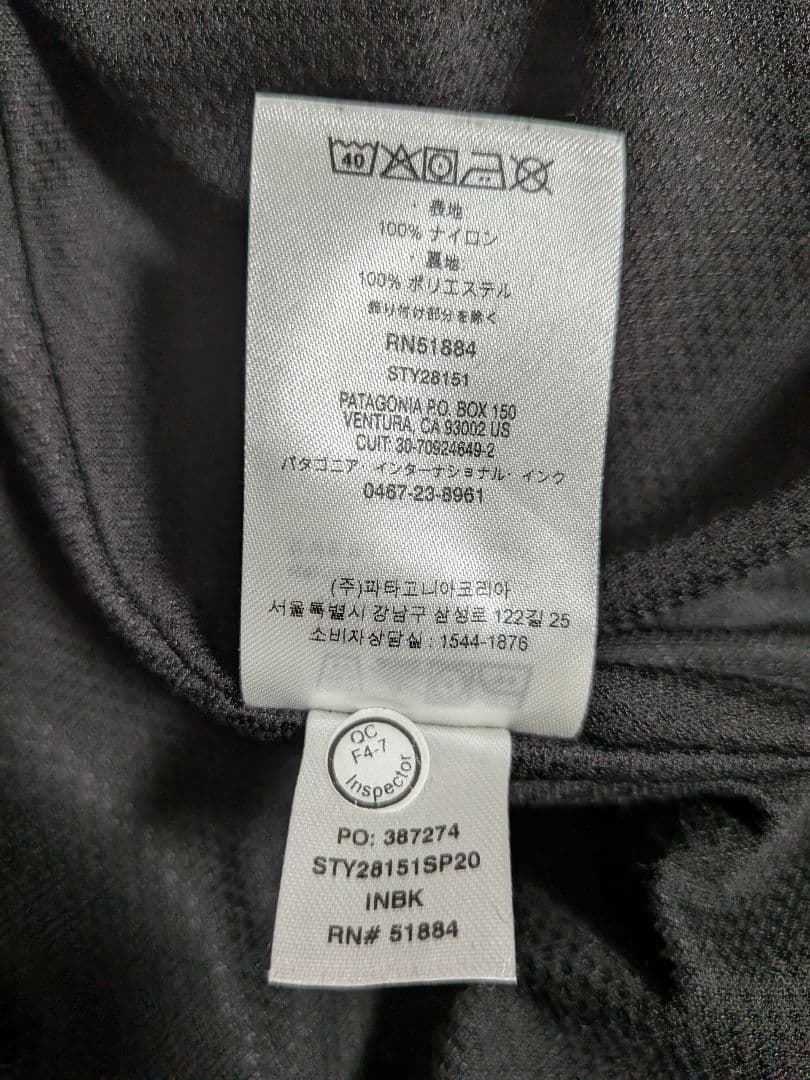 40
・ 表地
100% ナイロン
・ 裏地
100% ポリエステル
飾り付け部分を除く
RN51884
STY28151
PATAGONIA P.O. BOX 150
VENTURA, CA 93002 US
CUIT: 30-70924649-2
パタゴニア・インターナショナル・インク
0467-23-8961
(주)파타고니아코리아
서울특별시 강남구 삼성로 122길 25
소비자상담실 : 1544-1876
QC
F4-7
Inspector
PO: 387274
STY28151SP20
INBK
RN# 51884